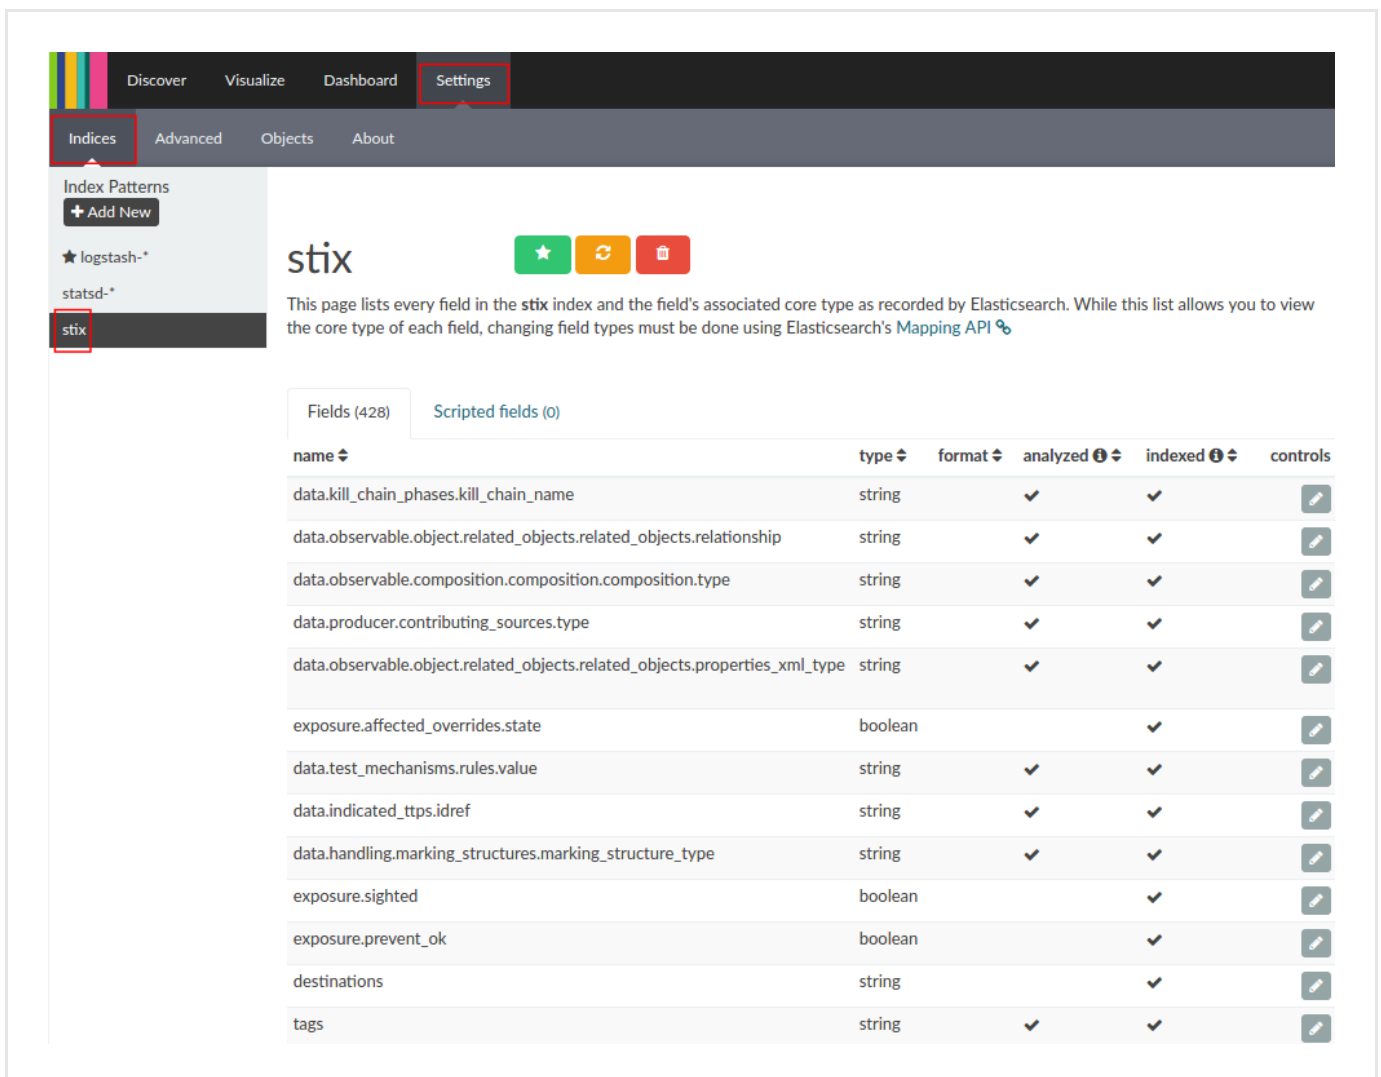 Discover Visualize Dashboard Settings
Indices Advanced Objects About
Index Patterns
Add New
logstash-*
statsd-*
stix
stix
This page lists every field in the stix index and the field's associated core type as recorded by Elasticsearch. While this list allows you to view
the core type of each field, changing field types must be done using Elasticsearch's Mapping API
Fields (428) Scripted fields (0)
name type format analyzed indexed controls
data.kill_chain_phases.kill_chain_name string
data.observable.object.related_objects.related_objects.relationship string
data.observable.composition.composition.composition.type string
data.producer.contributing_sources.type string
data.observable.object.related_objects.related_objects.properties_xml_type string
exposure.affected_overrides.state boolean
data.test_mechanisms.rules.value string
data.indicated_ttps.idref string
data.handling.marking_structures.marking_structure_type string
exposure.sighted boolean
exposure.prevent_ok boolean
destinations string
tags string